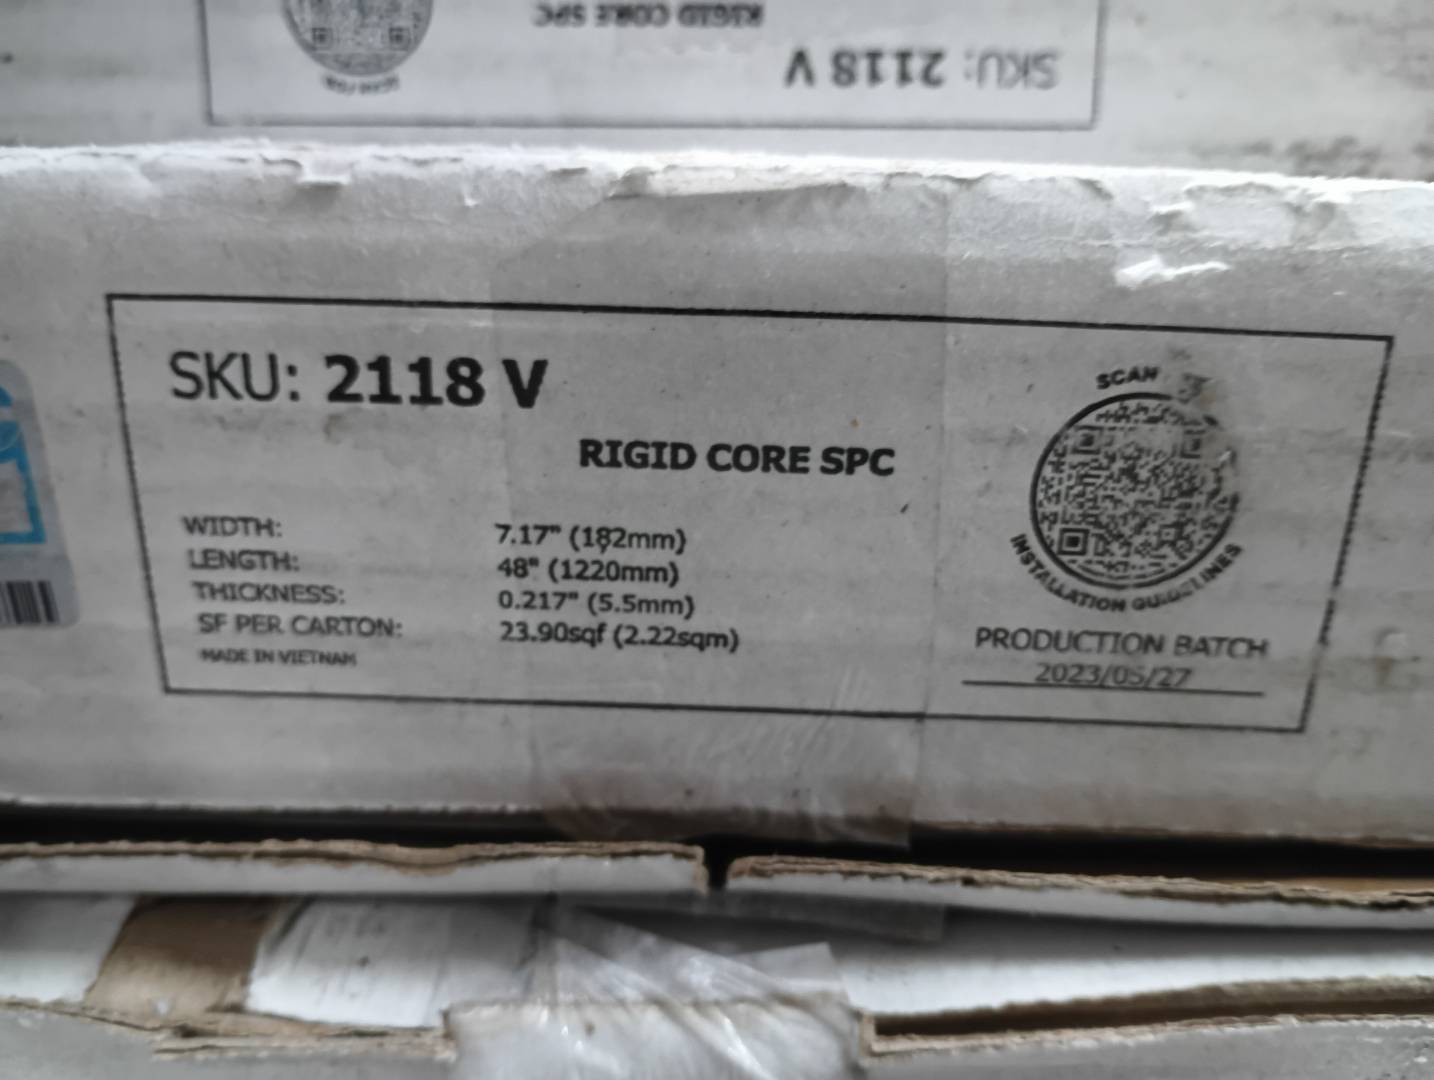 RIGID CORE SPC
SKU: 2118 V
SKU: 2118 V
RIGID CORE SPC
WIDTH: 7.17" (182mm)
LENGTH: 48" (1220mm)
THICKNESS: 0.217" (5.5mm)
SF PER CARTON: 23.90sqf (2.22sqm)
MADE IN VIETNAM
SCAN
INSTALLATION GUIDELINES
PRODUCTION BATCH
2023/05/27